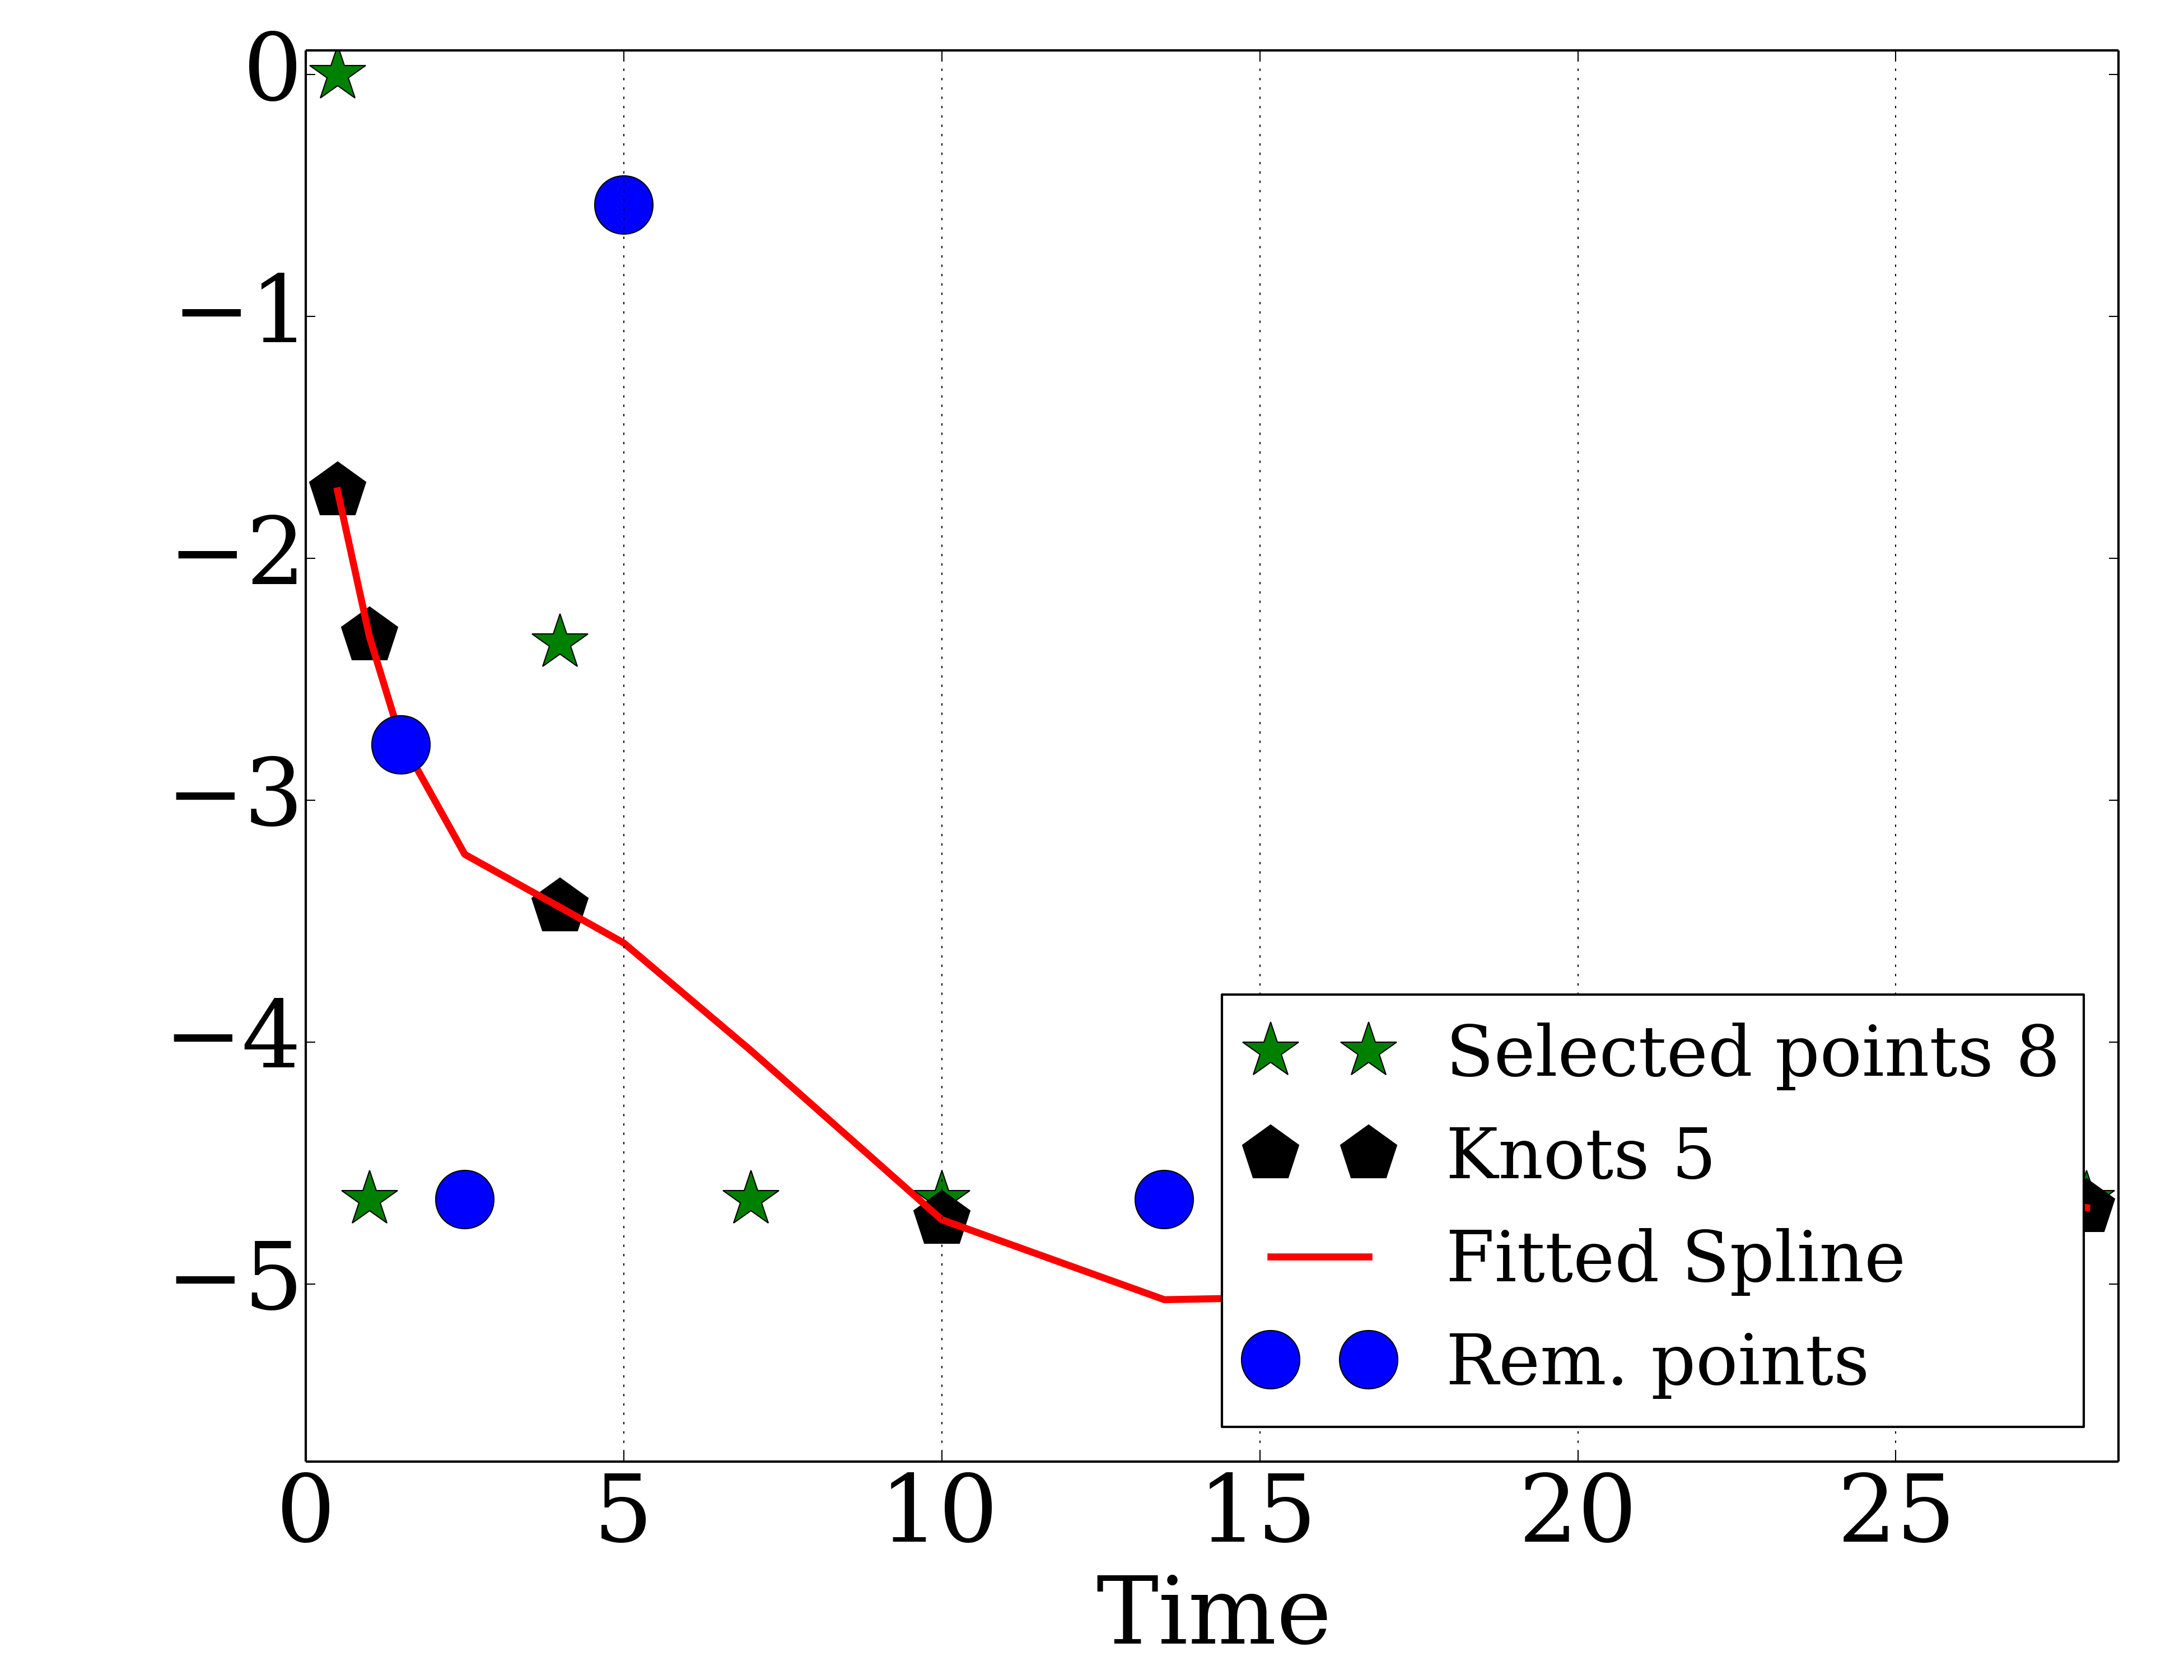 0
−1
−2
−3
−4
−5
Selected points 8
Knots 5
Fitted Spline
Rem. points
0 5 10 15 20 25
Time